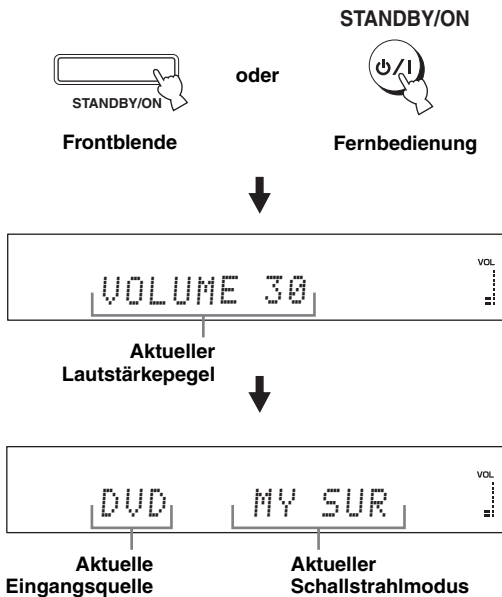 STANDBY/ON
oder
STANDBY/ON
Frontblende
Fernbedienung
VOL
VOLUME 30
Aktueller
Lautstärkepegel
VOL
DVD MY SUR
Aktuelle
Eingangsquelle
Aktueller
Schallstrahlmodus